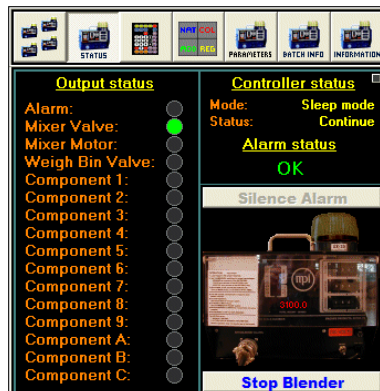 STATUS
NAT COL
REG
PARAMETERS
BATCH INFO
INFORMATION
Output status
Alarm:
Mixer Valve:
Mixer Motor:
Weigh Bin Valve:
Component 1:
Component 2:
Component 3:
Component 4:
Component 5:
Component 6:
Component 7:
Component 8:
Component 9:
Component A:
Component B:
Component C:
Controller status
Mode: Sleep mode
Status: Continue
Alarm status
OK
Silence Alarm
mpi
3100.0
Stop Blender